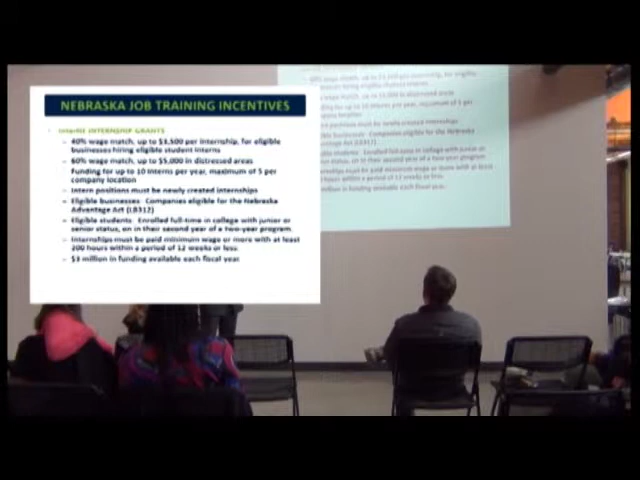 NEBRASKA JOB TRAINING INCENTIVES
InternNE INTERNSHIP GRANTS
– 40% wage match, up to $3,500 per internship, for eligible
businesses hiring eligible student interns
– 60% wage match, up to $5,000 in distressed areas
Funding for up to 10 interns per year, maximum of 5 per
company location
– Intern positions must be newly created internships
– Eligible businesses Companies eligible for the Nebraska
Advantage Act (LB312)
– Eligible students Enrolled full-time in college with junior or
senior status, or in their second year of a two-year program
– Internships must be paid minimum wage or more with at least
200 hours within a period of 12 weeks or less
– $3 million in funding available each fiscal year